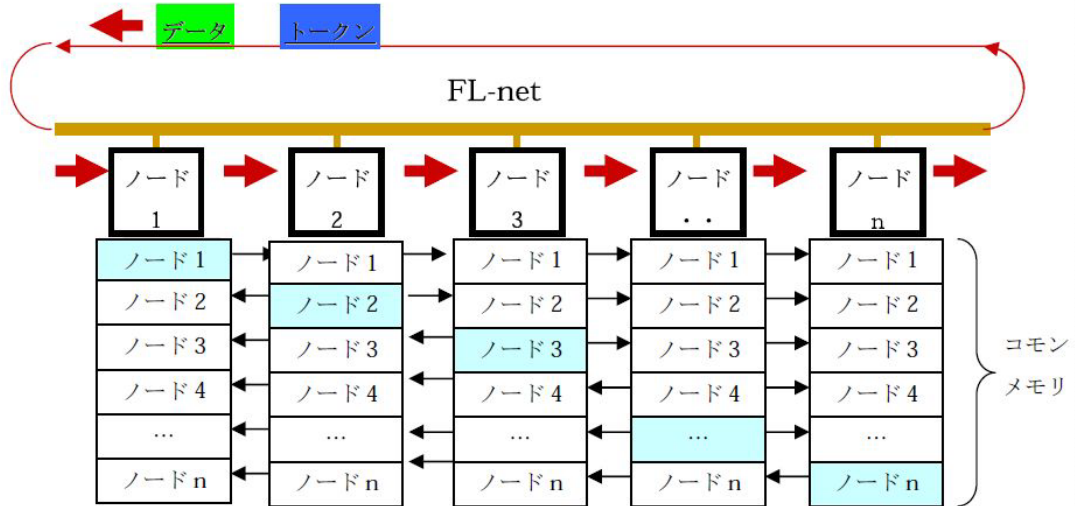 データ トークン
FL-net
ノード ノード ノード ノード ノード
1 2 3 ・・ n
ノード1 ノード1 ノード1 ノード1 ノード1
ノード2 ノード2 ノード2 ノード2 ノード2
ノード3 ノード3 ノード3 ノード3 ノード3
ノード4 ノード4 ノード4 ノード4 ノード4
… … … … …
ノードn ノードn ノードn ノードn ノードn
コモン
メモリ